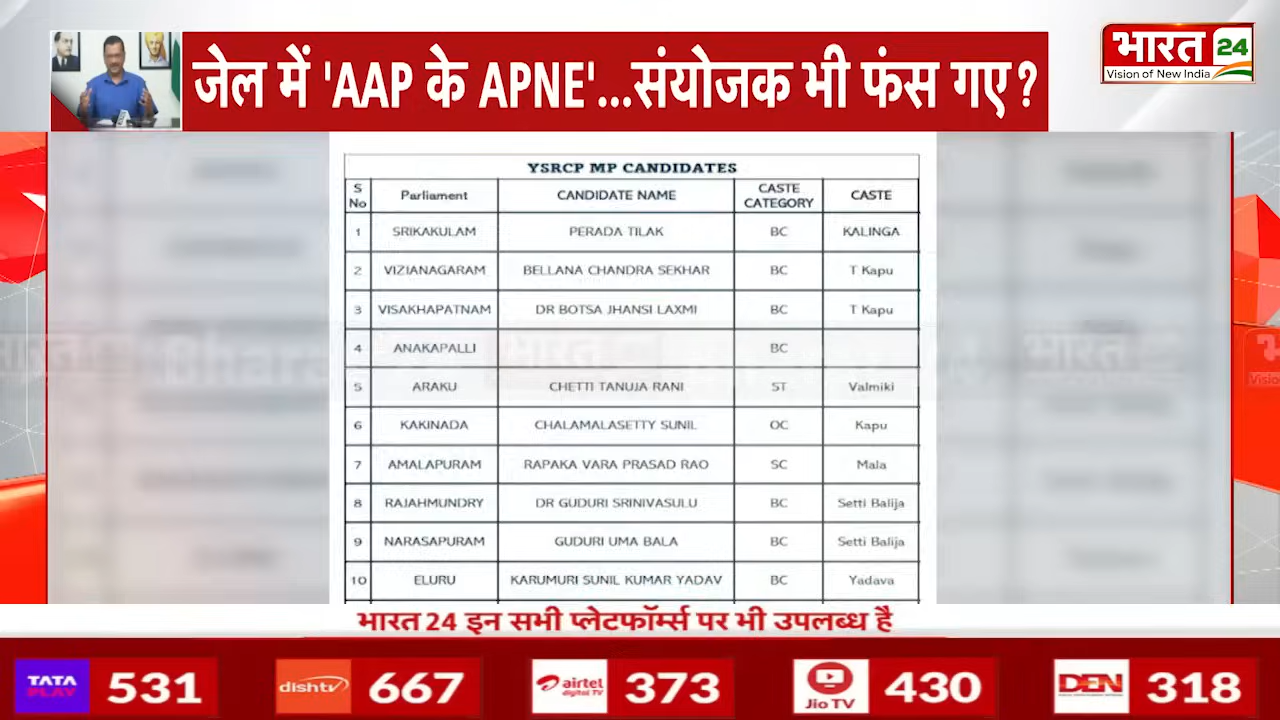 जेल में 'AAP के APNE'...संयोजक भी फंस गए?
भारत 24
Vision of New India
YSRCP MP CANDIDATES
S No Parliament CANDIDATE NAME CASTE CATEGORY CASTE
1 SRIKAKULAM PERADA TILAK BC KALINGA
2 VIZIANAGARAM BELLANA CHANDRA SEKHAR BC T Kapu
3 VISAKHAPATNAM DR BOTSA JHANSI LAXMI BC T Kapu
4 ANAKAPALLI BC
5 ARAKU CHETTI TANUJA RANI ST Valmiki
6 KAKINADA CHALAMALASETTY SUNIL OC Kapu
7 AMALAPURAM RAPAKA VARA PRASAD RAO SC Mala
8 RAJAHMUNDRY DR GUDURI SRINIVASULU BC Setti Balija
9 NARASAPURAM GUDURI UMA BALA BC Setti Balija
10 ELURU KARUMURI SUNIL KUMAR YADAV BC Yadava
भारत 24 इन सभी प्लेटफॉर्म्स पर भी उपलब्ध है
TATA PLAY 531 dishtv 667 airtel digital TV 373 JioTV 430 DEN 318